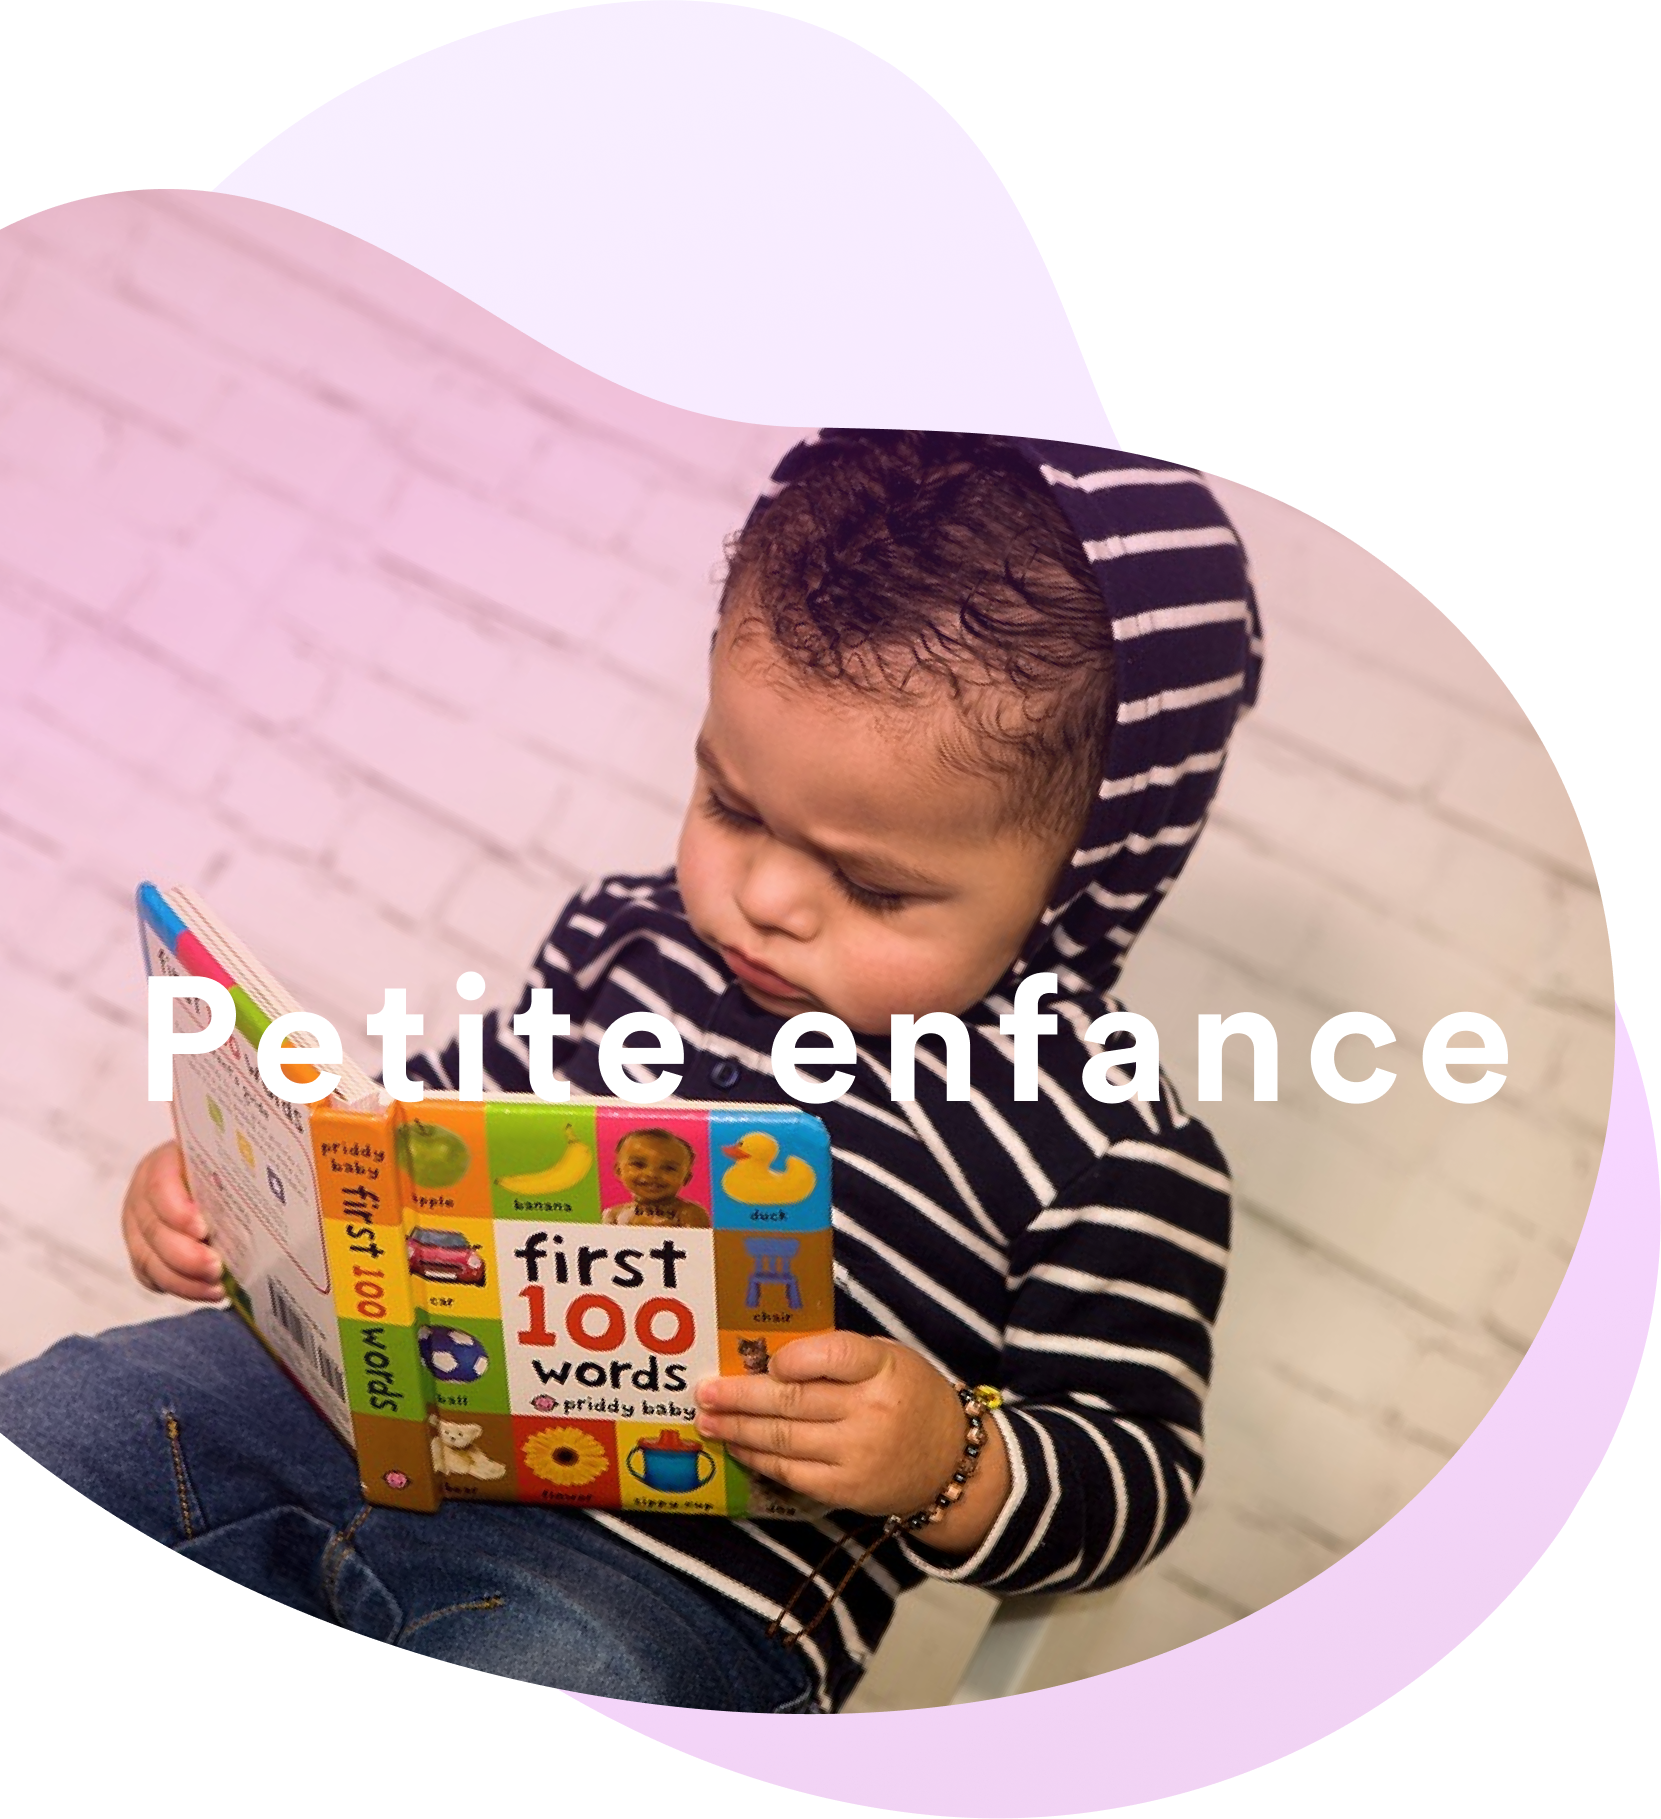 Petite enfance
priddy
baby
first 100 words
apple
banana
baby
duck
first
100
words
priddy baby
car
chair
ball
bear
flower
sippy cup
dog